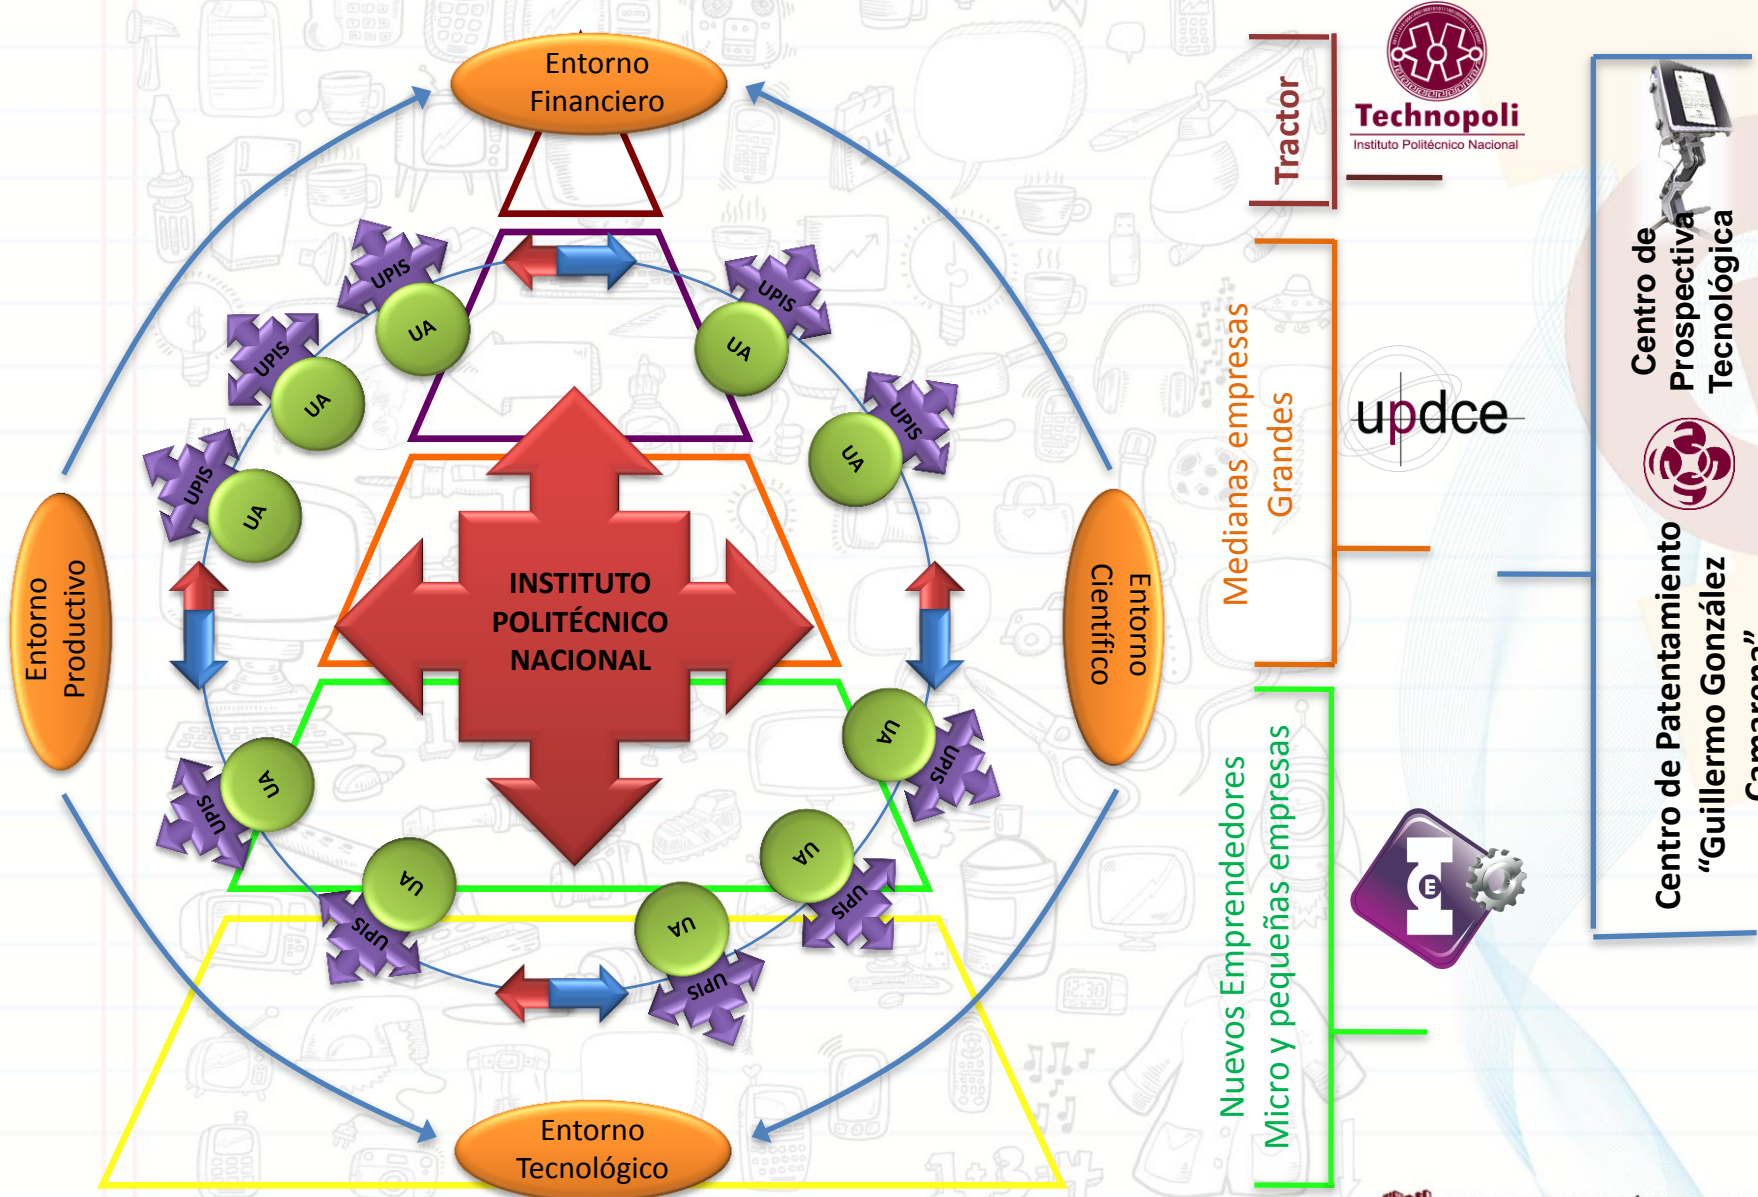 Entorno
Financiero
UPIS
UA
UPIS
UA
UPIS
UA
UPIS
UA
UPIS
UA
Entorno
Productivo
INSTITUTO
POLITÉCNICO
NACIONAL
Entorno
Científico
UA
UPIS
UA
UPIS
UA
UPIS
UA
UPIS
UA
UPIS
Entorno
Tecnológico
Tractor
Technopoli
Instituto Politécnico Nacional
Medianas empresas
Grandes
updce
Nuevos Emprendedores
Micro y pequeñas empresas
E
Centro de
Prospectiva
Tecnológica
Centro de Patentamiento
“Guillermo González
Camarena”